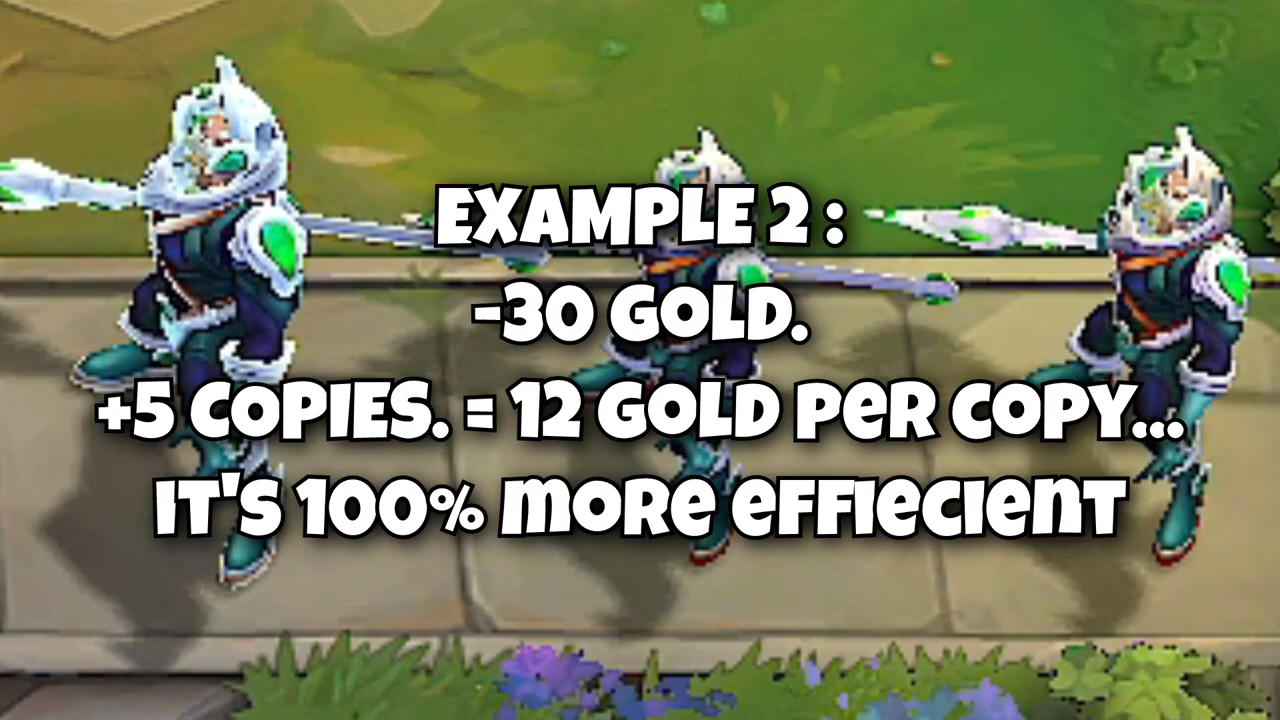 EXAMPLE 2 :
-30 GOLD.
+5 COPIES. = 12 GOLD PER COPY...
IT'S 100% MORE EFFIECIENT